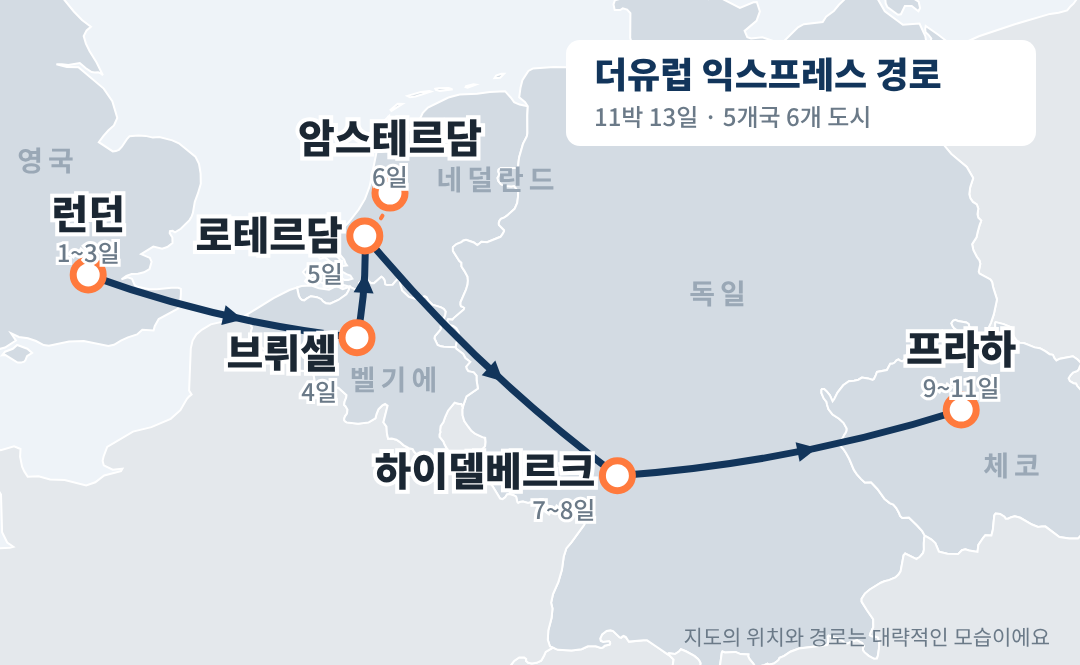 더유럽 익스프레스 경로
11박 13일 · 5개국 6개 도시
영국
런던
1~3일
암스테르담
6일
네덜란드
로테르담
5일
브뤼셀
4일
벨기에
독일
하이델베르크
7~8일
프라하
9~11일
체코
지도의 위치와 경로는 대략적인 모습이에요